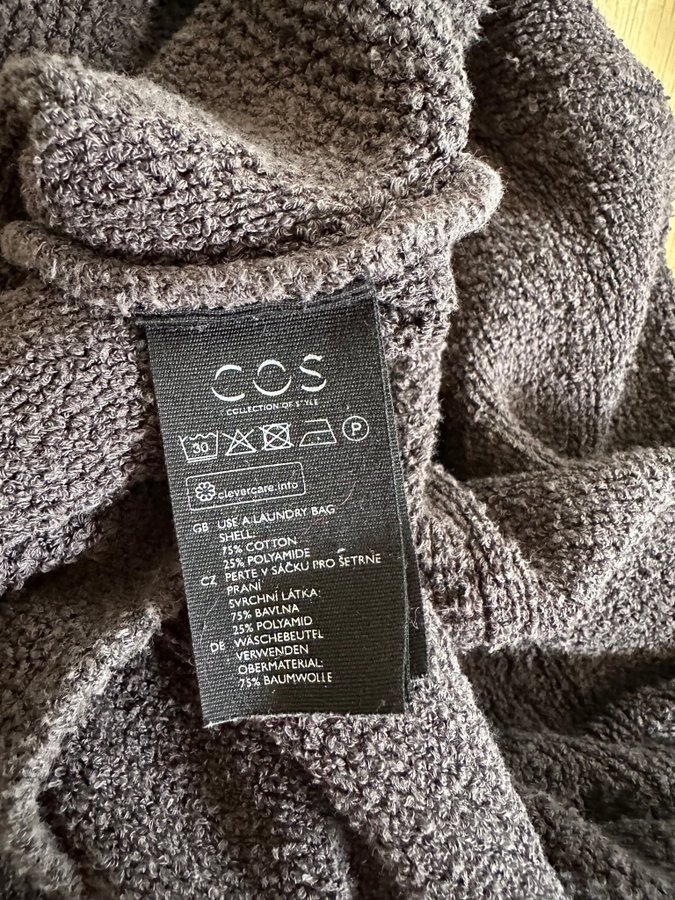 COS
COLLECTION OF STYLE
30 P
clevercare.info
GB USE A LAUNDRY BAG
SHELL:
75% COTTON
25% POLYAMIDE
CZ PERTE V SÁČKU PRO ŠETRNÉ
PRANÍ
SVRCHNÍ LÁTKA:
75% BAVLNA
25% POLYAMID
DE WÄSCHEBEUTEL
VERWENDEN
OBERMATERIAL:
75% BAUMWOLLE